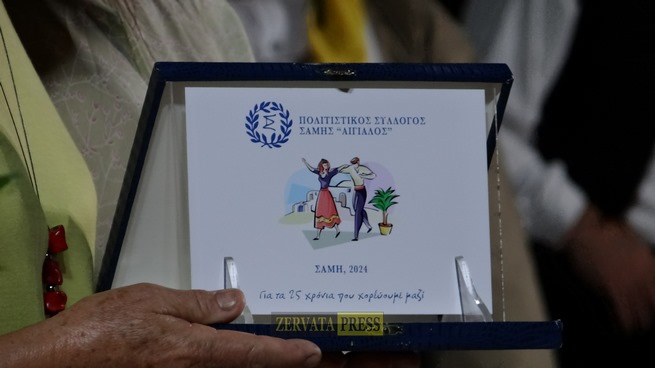 Σ
ΠΟΛΙΤΙΣΤΙΚΟΣ ΣΥΛΛΟΓΟΣ
ΣΑΜΗΣ "ΑΙΓΙΑΛΟΣ"
ΣΑΜΗ, 2024
Για τα 25 χρόνια που χορεύουμε μαζί
ZERVATA PRESS